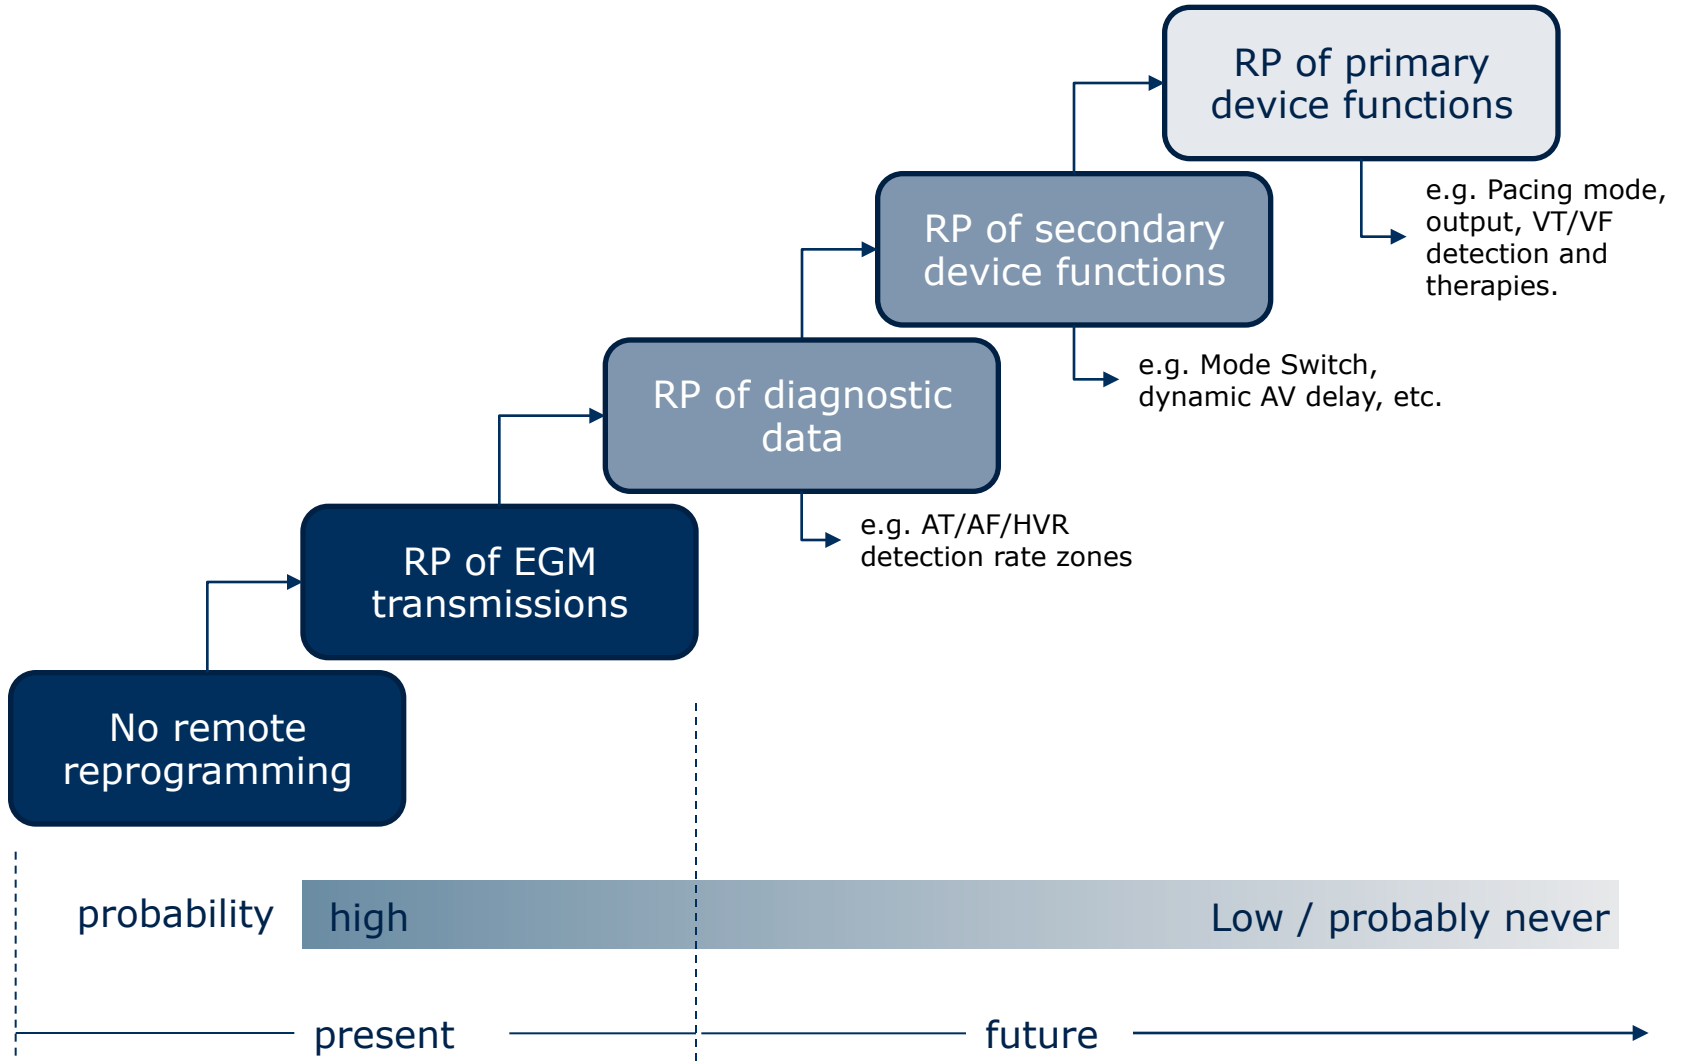 RP of primary
device functions
e.g. Pacing mode,
output, VT/VF
detection and
therapies.
RP of secondary
device functions
e.g. Mode Switch,
dynamic AV delay, etc.
RP of diagnostic
data
e.g. AT/AF/HVR
detection rate zones
RP of EGM
transmissions
No remote
reprogramming
probability high Low / probably never
present future